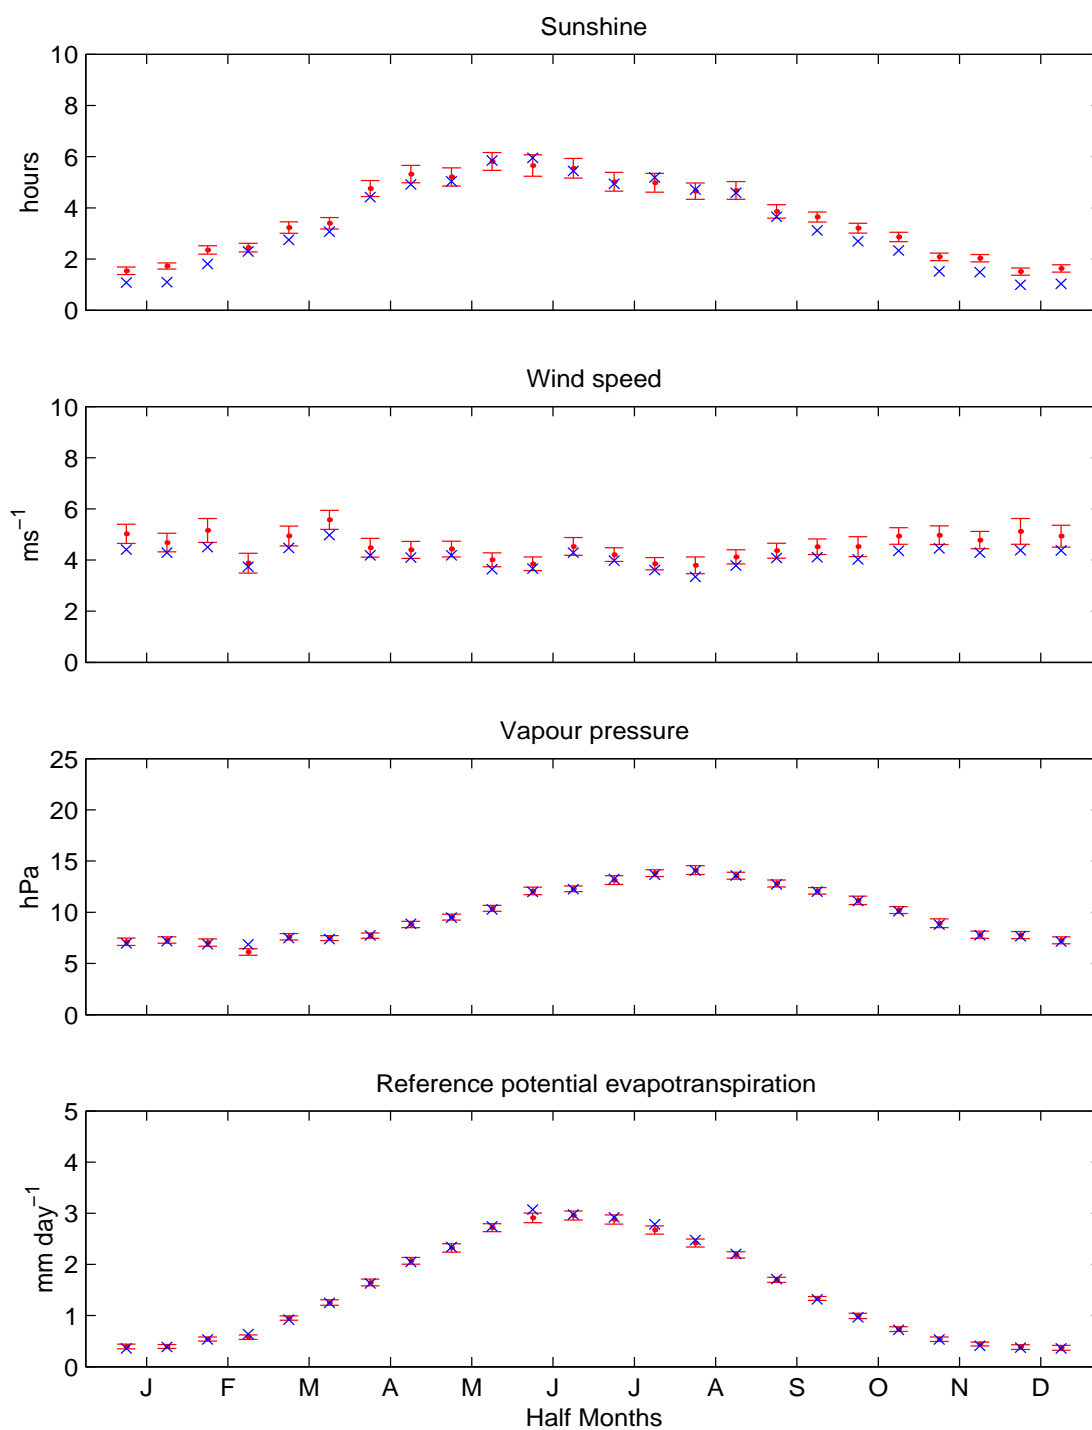 Sunshine
10
8
6
4
2
0
hours
Wind speed
10
8
6
4
2
0
ms−1
Vapour pressure
25
20
15
10
5
0
hPa
Reference potential evapotranspiration
5
4
3
2
1
0
mm day−1
J F M A M J J A S O N D
Half Months